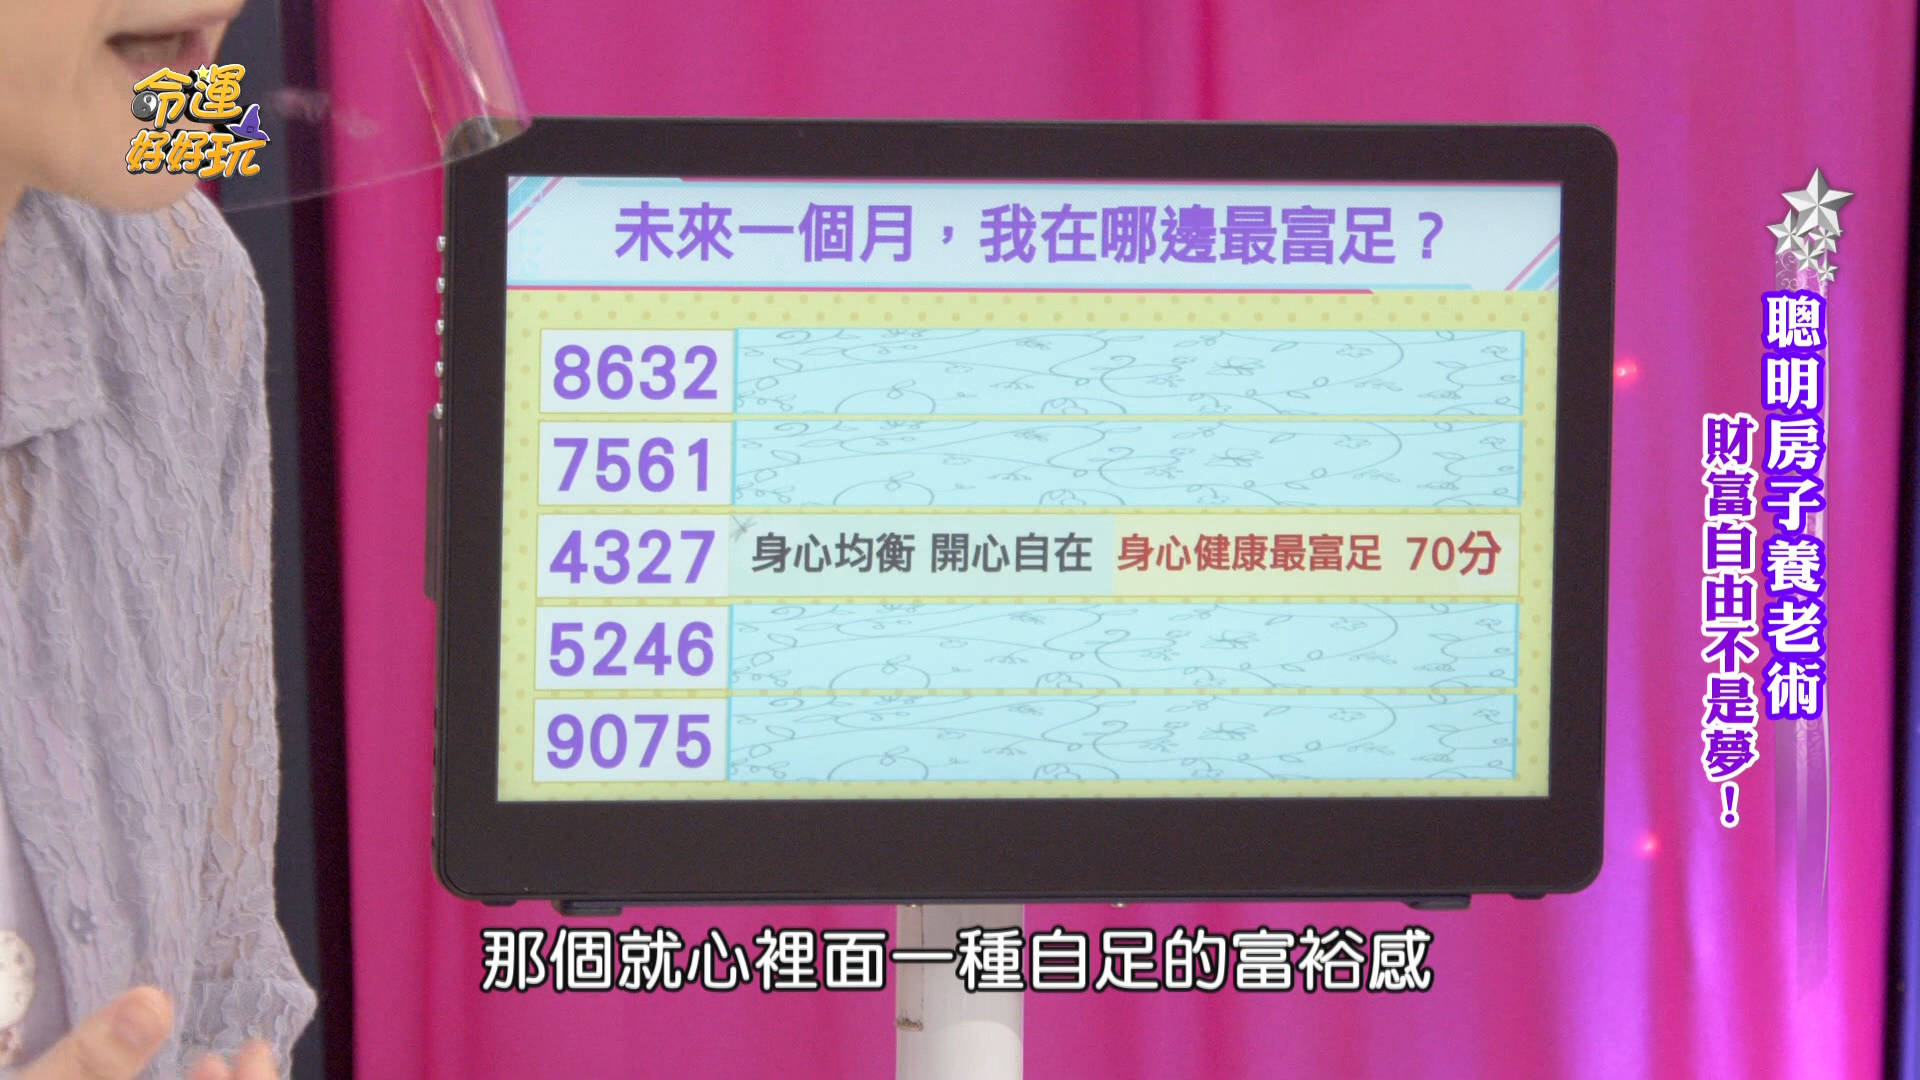 命運
好好玩
未來一個月，我在哪邊最富足？
8632
7561
4327 身心均衡 開心自在 身心健康最富足 70分
5246
9075
聰明房子養老術
財富自由不是夢！
那個就心裡面一種自足的富裕感